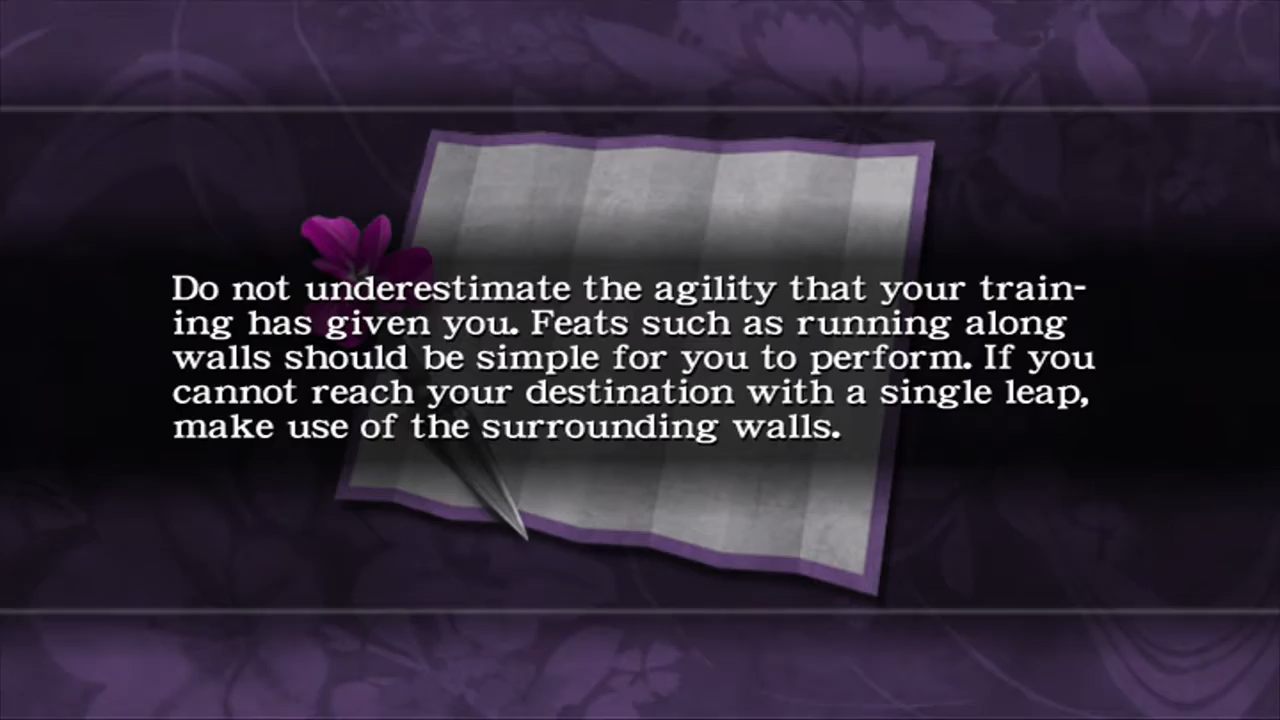 Do not underestimate the agility that your train-
ing has given you. Feats such as running along
walls should be simple for you to perform. If you
cannot reach your destination with a single leap,
make use of the surrounding walls.